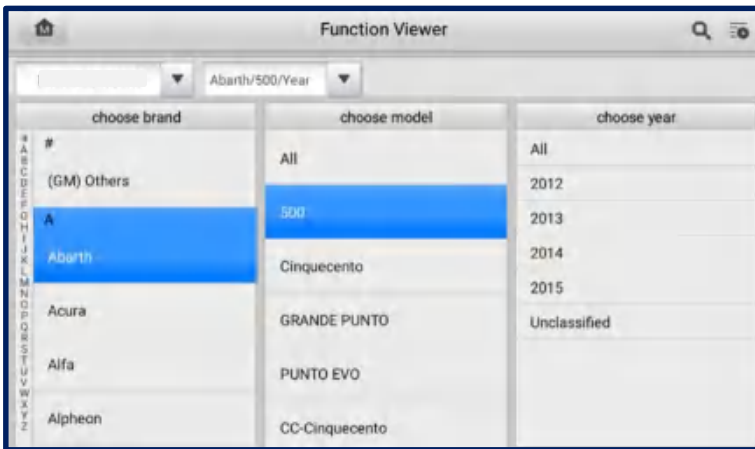 M
Function Viewer
Abarth/500/Year
choose brand
choose model
choose year
#
A
B
C
D
E
F
G
H
I
J
K
L
M
N
O
P
Q
R
S
T
U
V
W
X
Y
Z
#
(GM) Others
A
Abarth
Acura
Alfa
Alpheon
All
500
Cinquecento
GRANDE PUNTO
PUNTO EVO
CC-Cinquecento
All
2012
2013
2014
2015
Unclassified